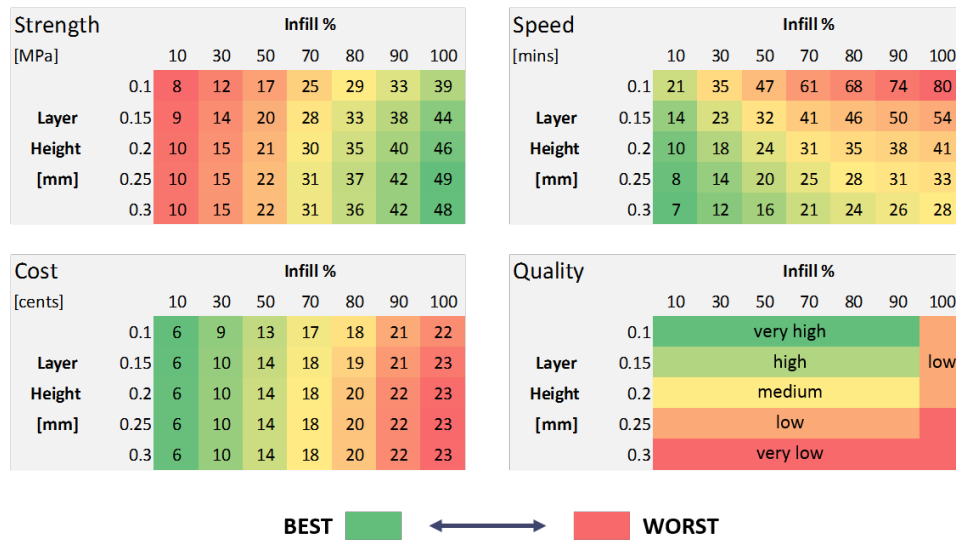 Strength Infill %
[MPa] 10 30 50 70 80 90 100
0.1 8 12 17 25 29 33 39
Layer 0.15 9 14 20 28 33 38 44
Height 0.2 10 15 21 30 35 40 46
[mm] 0.25 10 15 22 31 37 42 49
0.3 10 15 22 31 36 42 48
Speed Infill %
[mins] 10 30 50 70 80 90 100
0.1 21 35 47 61 68 74 80
Layer 0.15 14 23 32 41 46 50 54
Height 0.2 10 18 24 31 35 38 41
[mm] 0.25 8 14 20 25 28 31 33
0.3 7 12 16 21 24 26 28
Cost Infill %
[cents] 10 30 50 70 80 90 100
0.1 6 9 13 17 18 21 22
Layer 0.15 6 10 14 18 19 21 23
Height 0.2 6 10 14 18 20 22 23
[mm] 0.25 6 10 14 18 20 22 23
0.3 6 10 14 18 20 22 23
Quality Infill %
10 30 50 70 80 90 100
0.1 very high
Layer 0.15 high low
Height 0.2 medium
[mm] 0.25 low
0.3 very low
BEST WORST